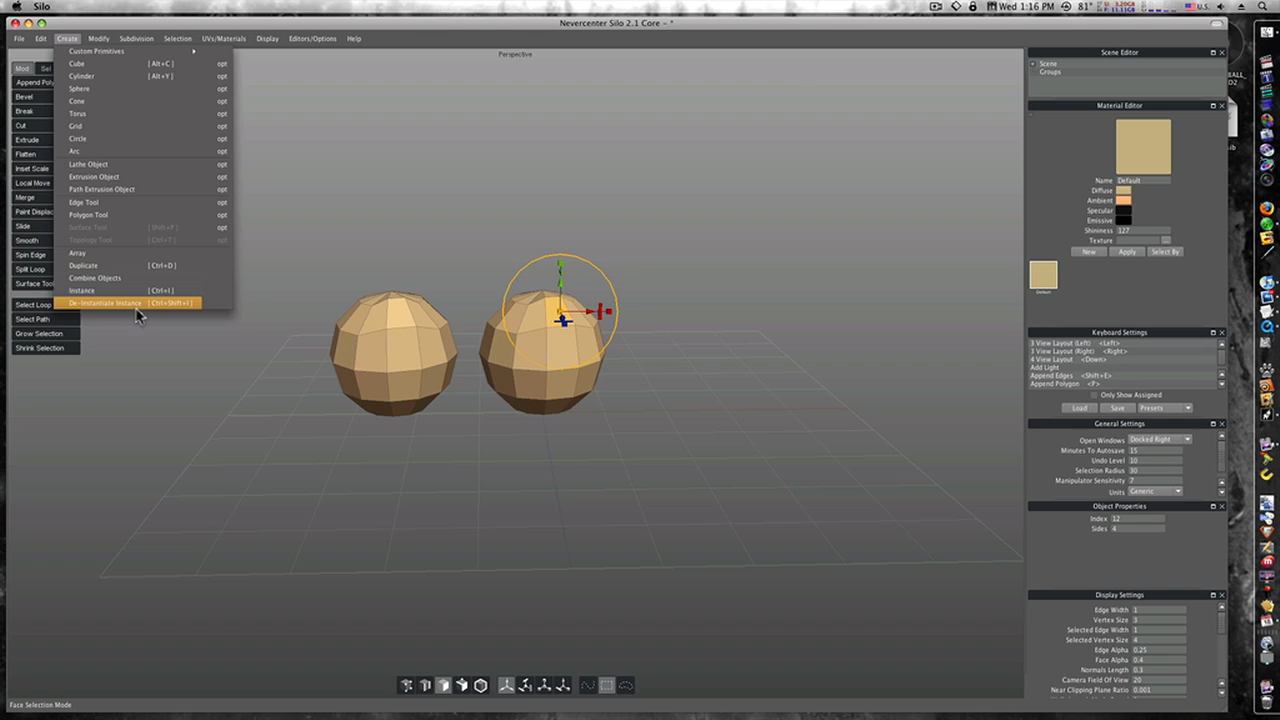 Silo
Wed 1:16 PM
81°
U.S.
Nevercenter Silo 2.1 Core - *
File Edit Create Modify Subdivision Selection UVs/Materials Display Editors/Options Help
Perspective
Mod Sel
Append Poly
Bevel
Break
Cut
Extrude
Flatten
Inset Scale
Local Move
Merge
Paint Displac
Slide
Smooth
Spin Edge
Split Loop
Surface Too
Select Loop
Select Path
Grow Selection
Shrink Selection
Custom Primitives
Cube [Alt+C] opt
Cylinder [Alt+Y] opt
Sphere opt
Cone opt
Torus opt
Grid opt
Circle opt
Arc opt
Lathe Object opt
Extrusion Object opt
Path Extrusion Object opt
Edge Tool opt
Polygon Tool opt
Surface Tool [Shift+P] opt
Topology Tool [Ctrl+T] opt
Array
Duplicate [Ctrl+D]
Combine Objects
Instance [Ctrl+I]
De-Instantiate Instance [Ctrl+Shift+I]
Scene Editor
Scene
Groups
Material Editor
Name Default
Diffuse
Ambient
Specular
Emissive
Shininess 127
Texture ...
New Apply Select By
Default
Keyboard Settings
3 View Layout (Left) <Left>
3 View Layout (Right) <Right>
4 View Layout <Down>
Add Light
Append Edges <Shift+E>
Append Polygon <P>
Only Show Assigned
Load Save Presets
General Settings
Open Windows Docked Right
Minutes To Autosave 15
Undo Level 10
Selection Radius 30
Manipulator Sensitivity 7
Units Generic
Object Properties
Index 12
Sides 4
Display Settings
Edge Width 1
Vertex Size 3
Selected Edge Width 1
Selected Vertex Size 4
Edge Alpha 0.25
Face Alpha 0.4
Normals Length 0.3
Camera Field Of View 20
Near Clipping Plane Ratio 0.001
Face Selection Mode